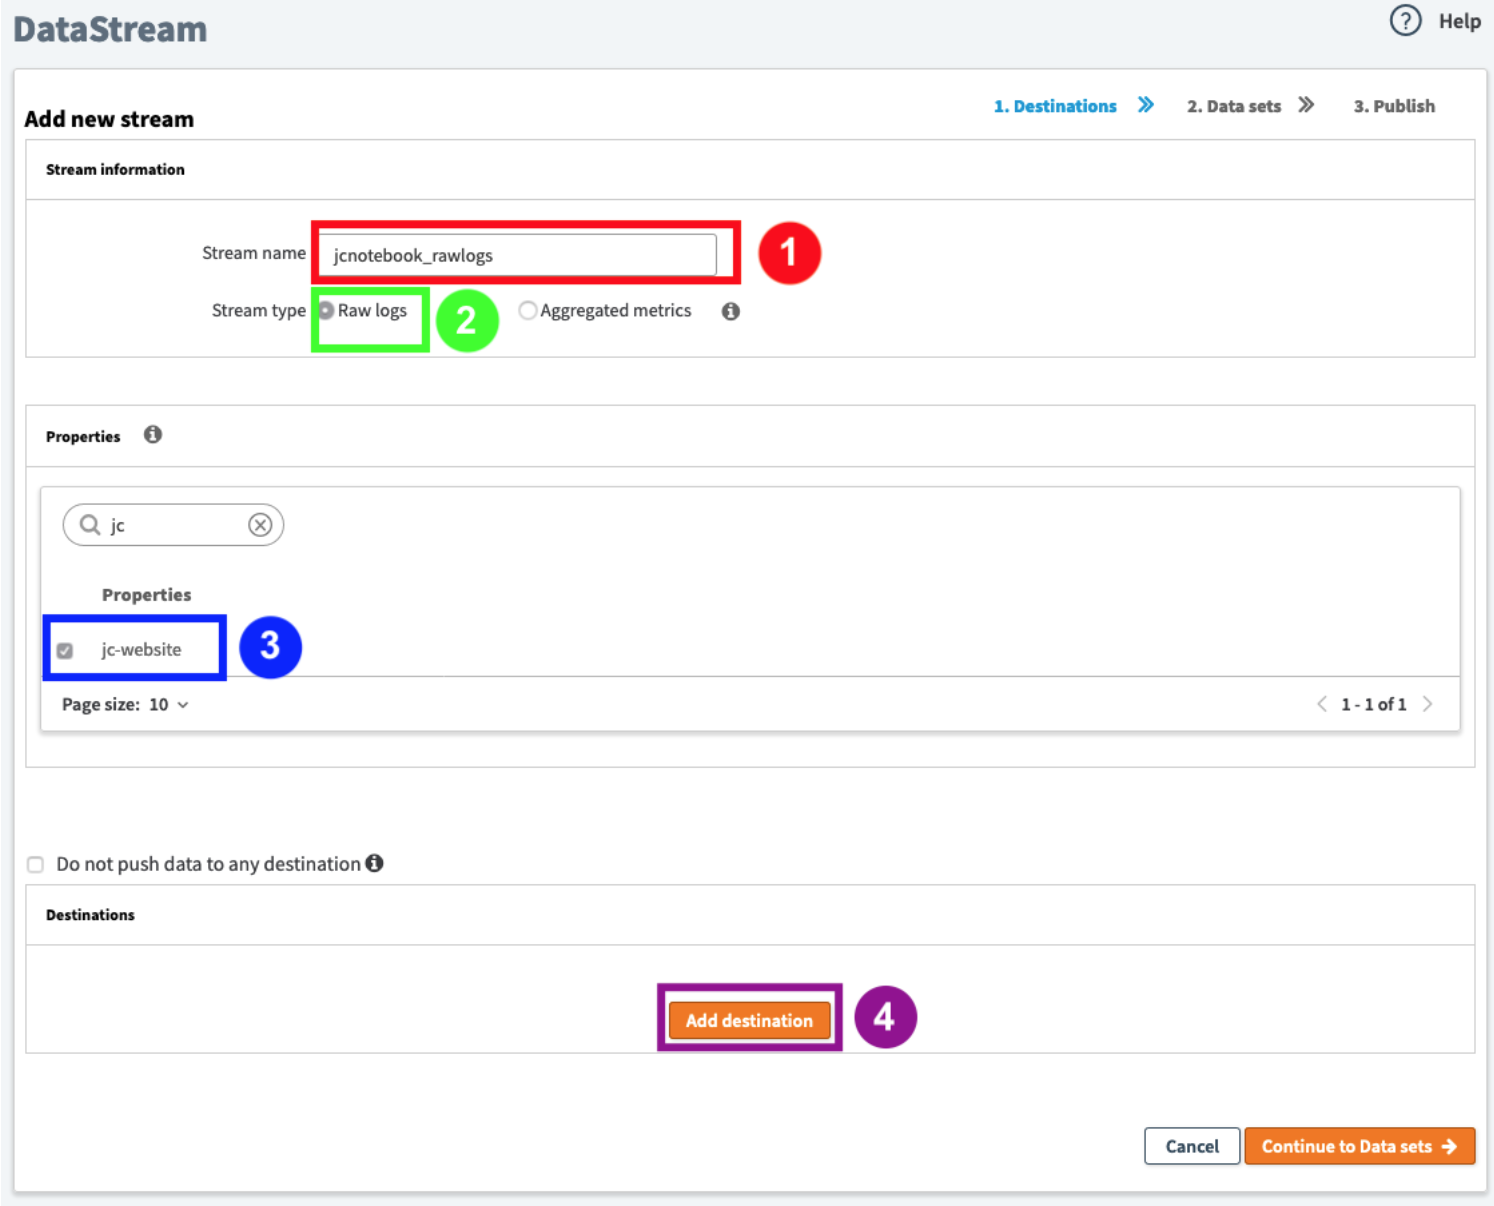 DataStream
? Help
Add new stream
1. Destinations » 2. Data sets » 3. Publish
Stream information
Stream name jcnotebook_rawlogs 1
Stream type Raw logs 2 Aggregated metrics i
Properties i
jc
Properties
jc-website 3
Page size: 10
1 - 1 of 1
Do not push data to any destination i
Destinations
Add destination 4
Cancel Continue to Data sets →